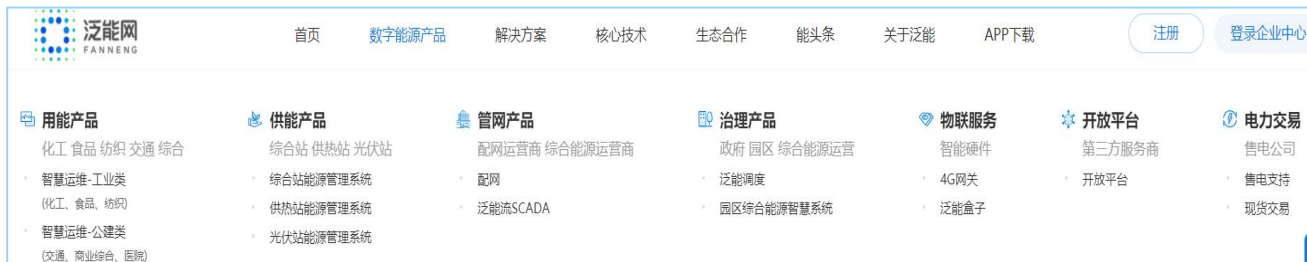 泛能网
FANNENG
首页 数字能源产品 解决方案 核心技术 生态合作 能头条 关于泛能 APP下载 注册 登录企业中心
用能产品 供能产品 管网产品 治理产品 物联服务 开放平台 电力交易
化工 食品 纺织 交通 综合 综合站 供热站 光伏站 配网运营商 综合能源运营商 政府 园区 综合能源运营 智能硬件 第三方服务商 售电公司
智慧运维-工业类 综合站能源管理系统 配网 泛能调度 4G网关 开放平台 售电支持
(化工、食品、纺织) 供热站能源管理系统 泛能流SCADA 园区综合能源智慧系统 泛能盒子 现货交易
智慧运维-公建类 光伏站能源管理系统
(交通、商业综合、医院)